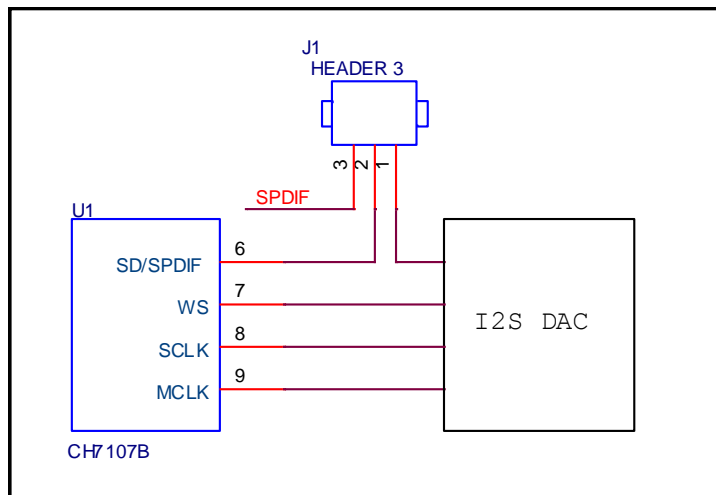 J1
HEADER 3
3 2 1
SPDIF
U1
SD/SPDIF 6
WS 7
SCLK 8
MCLK 9
I2S DAC
CH7107B